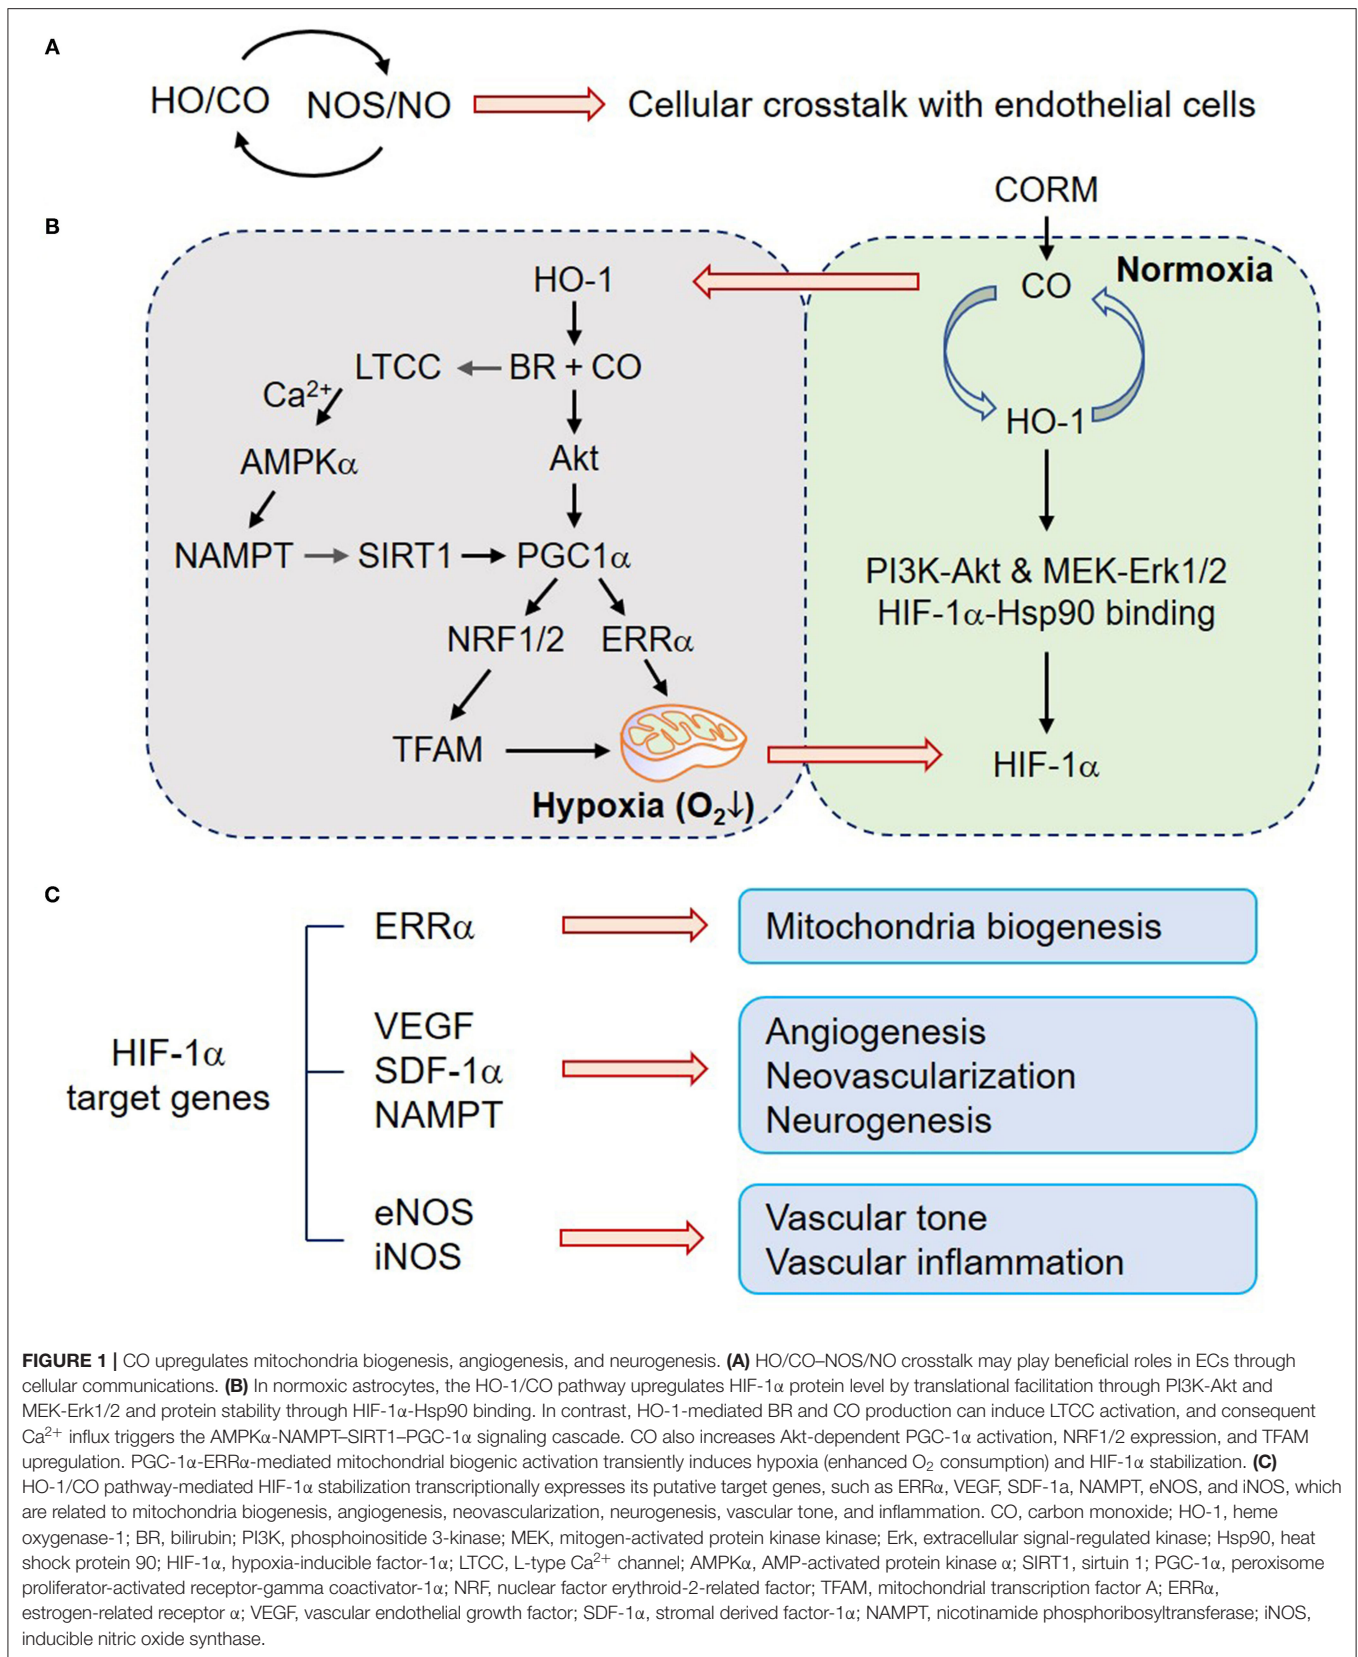 A
HO/CO NOS/NO Cellular crosstalk with endothelial cells
CORM
B
Normoxia
HO-1
CO
LTCC BR + CO
Ca²⁺
HO-1
AMPKα Akt
NAMPT SIRT1 PGC1α
PI3K-Akt & MEK-Erk1/2
HIF-1α-Hsp90 binding
NRF1/2 ERRα
TFAM
HIF-1α
Hypoxia (O₂↓)
C
ERRα Mitochondria biogenesis
HIF-1α
target genes
VEGF
SDF-1α
NAMPT
Angiogenesis
Neovascularization
Neurogenesis
eNOS
iNOS
Vascular tone
Vascular inflammation
FIGURE 1 | CO upregulates mitochondria biogenesis, angiogenesis, and neurogenesis. (A) HO/CO–NOS/NO crosstalk may play beneficial roles in ECs through
cellular communications. (B) In normoxic astrocytes, the HO-1/CO pathway upregulates HIF-1α protein level by translational facilitation through PI3K-Akt and
MEK-Erk1/2 and protein stability through HIF-1α-Hsp90 binding. In contrast, HO-1-mediated BR and CO production can induce LTCC activation, and consequent
Ca²⁺ influx triggers the AMPKα-NAMPT–SIRT1–PGC-1α signaling cascade. CO also increases Akt-dependent PGC-1α activation, NRF1/2 expression, and TFAM
upregulation. PGC-1α-ERRα-mediated mitochondrial biogenic activation transiently induces hypoxia (enhanced O₂ consumption) and HIF-1α stabilization. (C)
HO-1/CO pathway-mediated HIF-1α stabilization transcriptionally expresses its putative target genes, such as ERRα, VEGF, SDF-1a, NAMPT, eNOS, and iNOS, which
are related to mitochondria biogenesis, angiogenesis, neovascularization, neurogenesis, vascular tone, and inflammation. CO, carbon monoxide; HO-1, heme
oxygenase-1; BR, bilirubin; PI3K, phosphoinositide 3-kinase; MEK, mitogen-activated protein kinase kinase; Erk, extracellular signal-regulated kinase; Hsp90, heat
shock protein 90; HIF-1α, hypoxia-inducible factor-1α; LTCC, L-type Ca²⁺ channel; AMPKα, AMP-activated protein kinase α; SIRT1, sirtuin 1; PGC-1α, peroxisome
proliferator-activated receptor-gamma coactivator-1α; NRF, nuclear factor erythroid-2-related factor; TFAM, mitochondrial transcription factor A; ERRα,
estrogen-related receptor α; VEGF, vascular endothelial growth factor; SDF-1α, stromal derived factor-1α; NAMPT, nicotinamide phosphoribosyltransferase; iNOS,
inducible nitric oxide synthase.